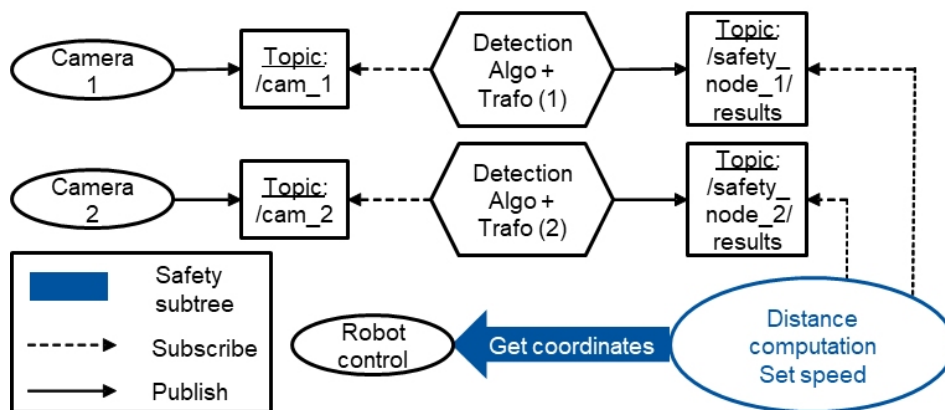 Camera
1
Topic:
/cam_1
Detection
Algo +
Trafo (1)
Topic:
/safety_
node_1/
results
Camera
2
Topic:
/cam_2
Detection
Algo +
Trafo (2)
Topic:
/safety_
node_2/
results
Safety
subtree
Subscribe
Publish
Robot
control
Get coordinates
Distance
computation
Set speed